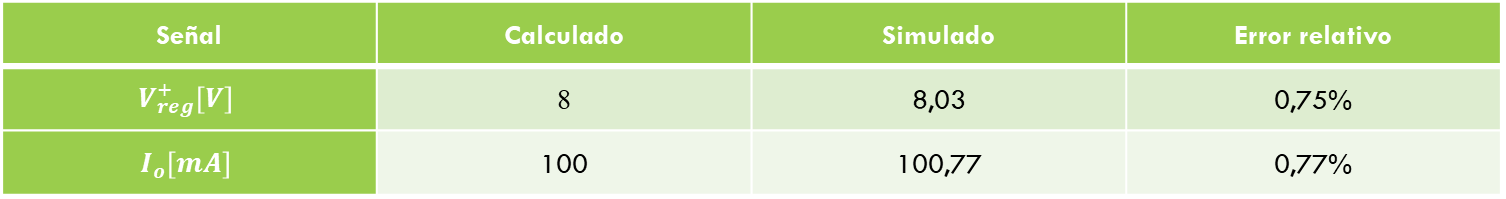 Señal Calculado Simulado Error relativo
V⁺reg[V] 8 8,03 0,75%
Io[mA] 100 100,77 0,77%